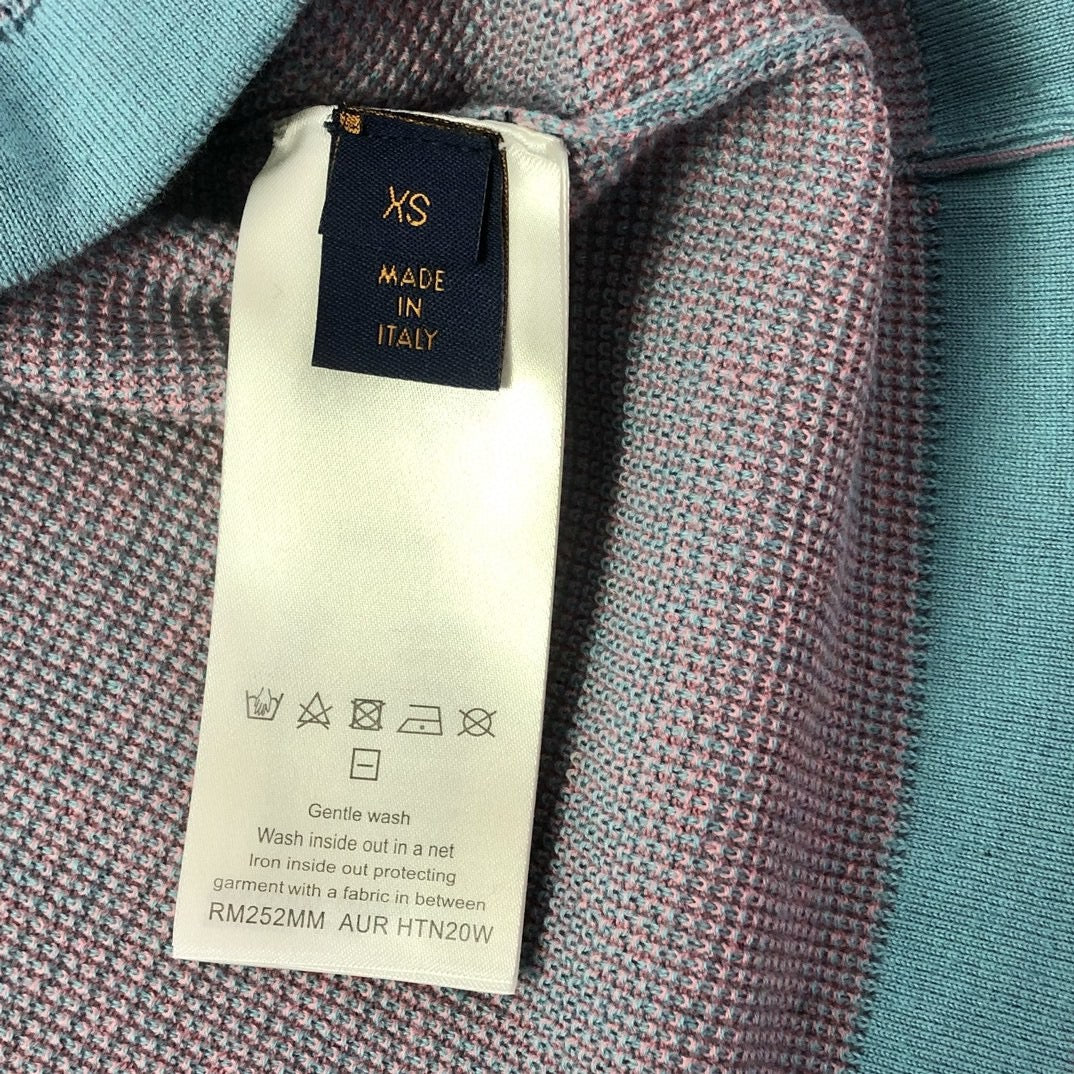 XS
MADE
IN
ITALY
Gentle wash
Wash inside out in a net
Iron inside out protecting
garment with a fabric in between
RM252MM AUR HTN20W